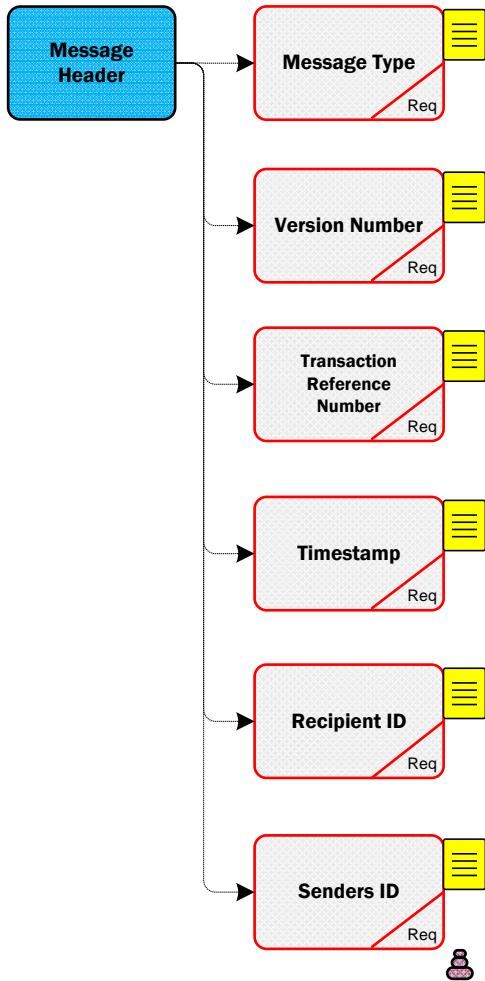 Message
Header
Message Type
Req
Version Number
Req
Transaction
Reference
Number
Req
Timestamp
Req
Recipient ID
Req
Senders ID
Req